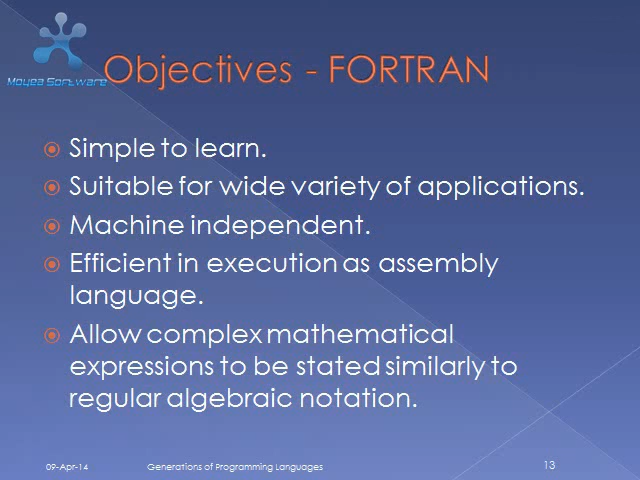 Objectives - FORTRAN
Moyea Software
Simple to learn.
Suitable for wide variety of applications.
Machine independent.
Efficient in execution as assembly
language.
Allow complex mathematical
expressions to be stated similarly to
regular algebraic notation.
09-Apr-14
Generations of Programming Languages
13